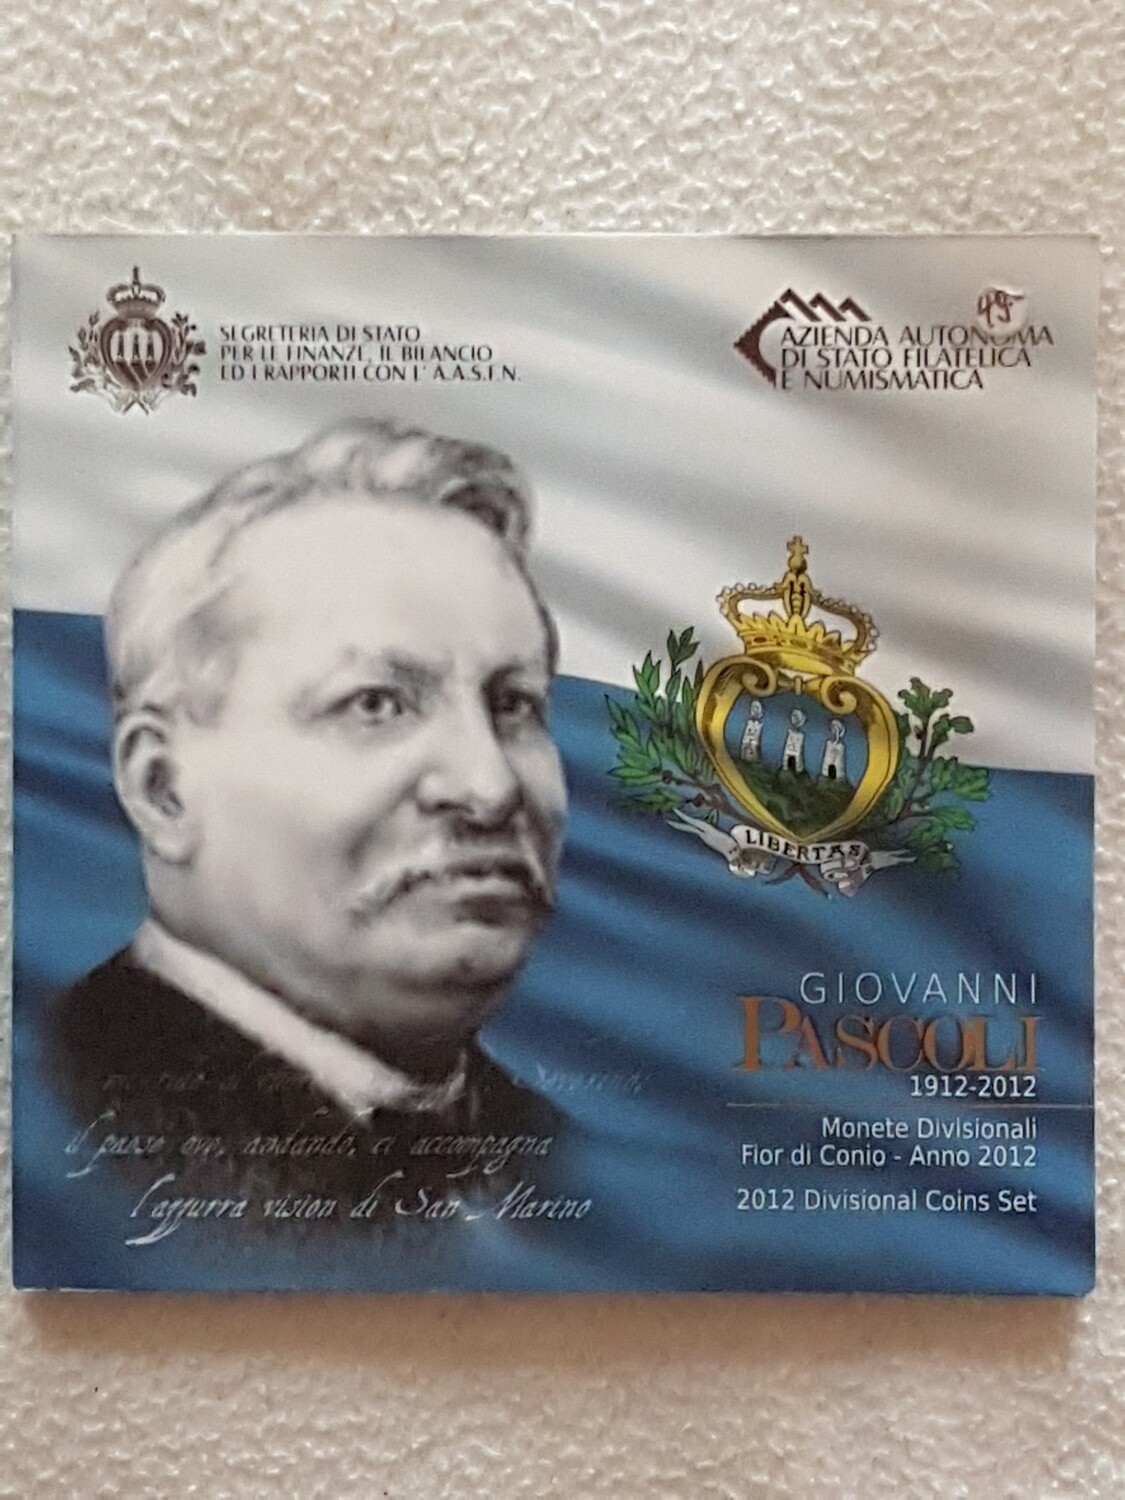 SEGRETERIA DI STATO
PER LE FINANZE, IL BILANCIO
ED I RAPPORTI CON L' A.A.S.F.N.
49-
AZIENDA AUTONOMA
DI STATO FILATELICA
E NUMISMATICA
LIBERTAS
GIOVANNI
PASCOLI
1912-2012
Monete Divisionali
Fior di Conio - Anno 2012
2012 Divisional Coins Set
il paese ove, andando, ci accompagna
l'azzurra vision di San Marino